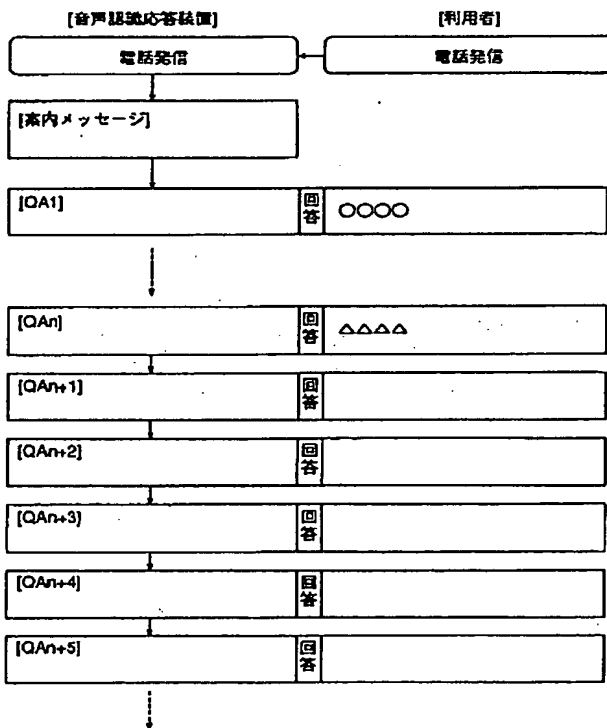 [音声認識応答装置]
[利用者]
電話発信
電話発信
[案内メッセージ]
[QA1]
回答
○○○○
[QAn]
回答
△△△△
[QAn+1]
回答
[QAn+2]
回答
[QAn+3]
回答
[QAn+4]
回答
[QAn+5]
回答